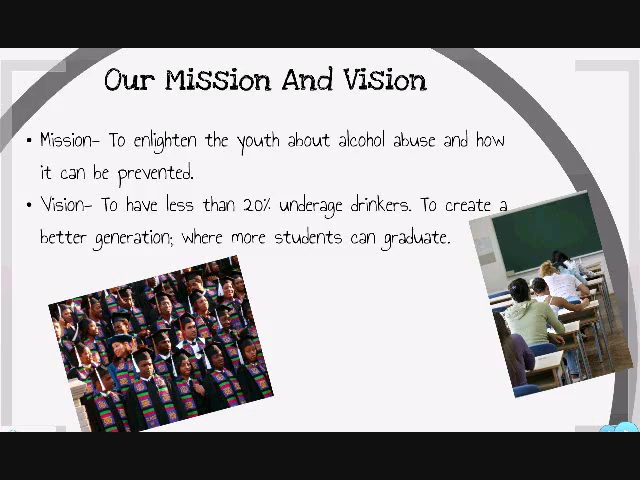 Our Mission And Vision
• Mission- To enlighten the youth about alcohol abuse and how
it can be prevented.
• Vision- To have less than 20% underage drinkers. To create a
better generation; where more students can graduate.